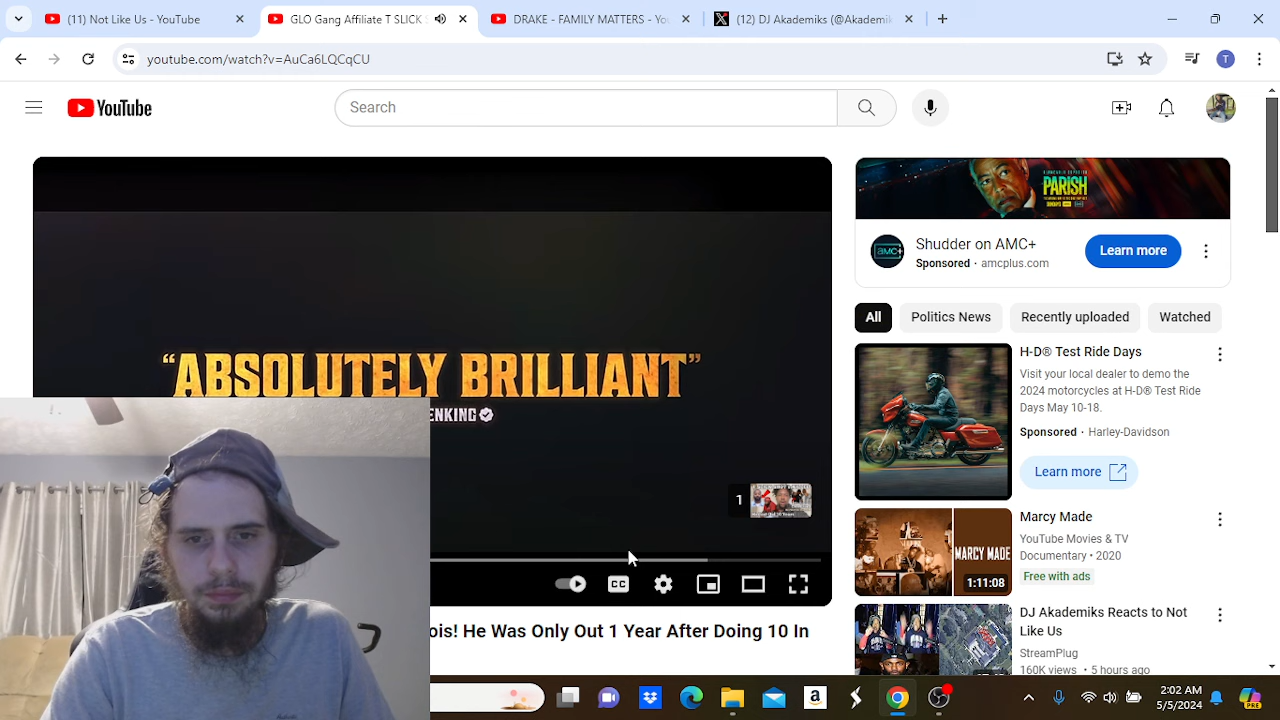 (11) Not Like Us - YouTube
GLO Gang Affiliate T SLICK S
DRAKE - FAMILY MATTERS - You
(12) DJ Akademiks (@Akademik
youtube.com/watch?v=AuCa6LQCqCU
T
YouTube
Search
PARISH
Shudder on AMC+
amc+
Sponsored · amcplus.com
Learn more
All
Politics News
Recently uploaded
Watched
"ABSOLUTELY BRILLIANT"
ENKING
1
CC
ois! He Was Only Out 1 Year After Doing 10 In
H-D® Test Ride Days
Visit your local dealer to demo the
2024 motorcycles at H-D® Test Ride
Days May 10-18.
Sponsored · Harley-Davidson
Learn more
MARCY MADE
1:11:08
Marcy Made
YouTube Movies & TV
Documentary • 2020
Free with ads
DJ Akademiks Reacts to Not
Like Us
StreamPlug
160K views • 5 hours ago
2:02 AM
5/5/2024
PRE